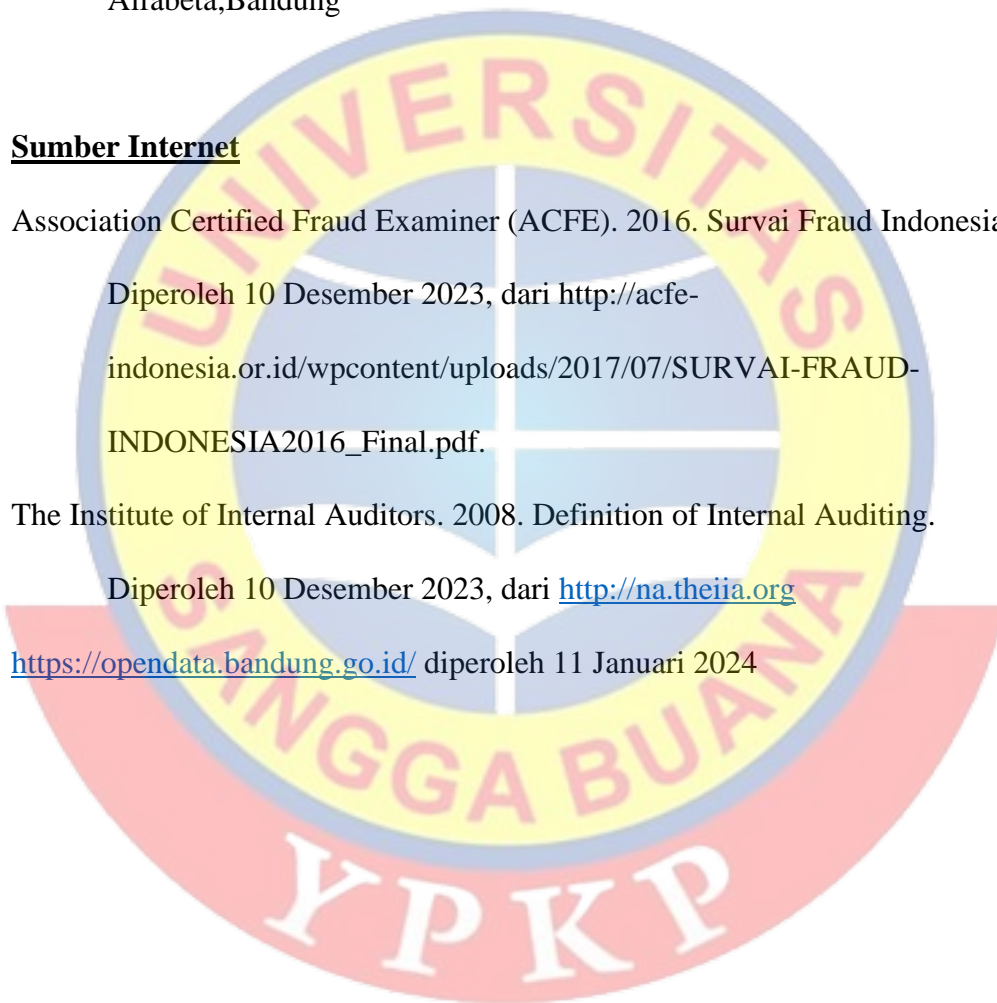 Alfabeta,Bandung
Sumber Internet
Association Certified Fraud Examiner (ACFE). 2016. Survai Fraud Indonesia
Diperoleh 10 Desember 2023, dari http://acfe-
indonesia.or.id/wpcontent/uploads/2017/07/SURVAI-FRAUD-
INDONESIA2016_Final.pdf.
The Institute of Internal Auditors. 2008. Definition of Internal Auditing.
Diperoleh 10 Desember 2023, dari http://na.theiia.org
https://opendata.bandung.go.id/ diperoleh 11 Januari 2024
UNIVERSITAS
SANGGA BUANA
YPKP